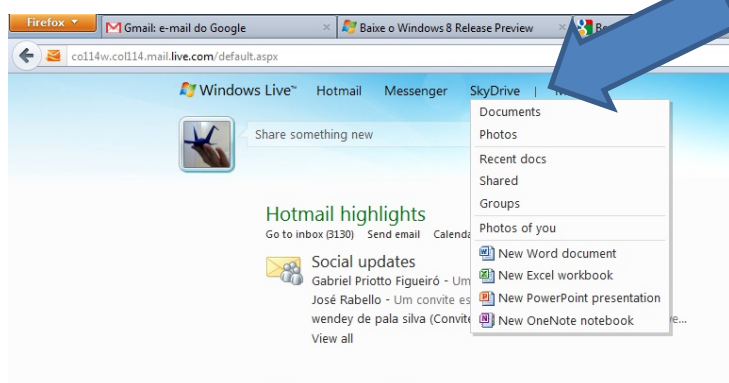 Firefox
Gmail: e-mail do Google
Baixe o Windows 8 Release Preview
co114w.col114.mail.live.com/default.aspx
Windows Live™ Hotmail Messenger SkyDrive |
Share something new
Documents
Photos
Recent docs
Shared
Groups
Photos of you
New Word document
New Excel workbook
New PowerPoint presentation
New OneNote notebook
Hotmail highlights
Go to inbox (3130) Send email
Social updates
Gabriel Priotto Figueiró - Um
José Rabello - Um convite es
wendey de pala silva (Convite
View all